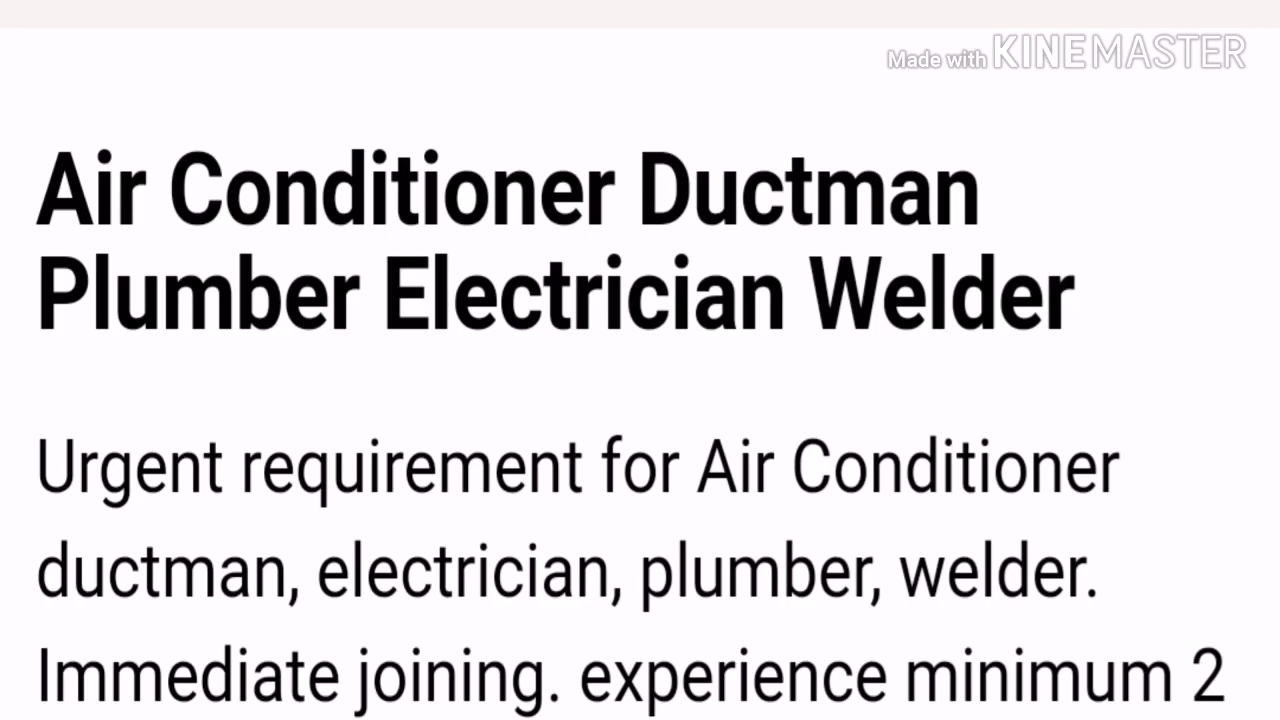 Made with KINEMASTER
Air Conditioner Ductman
Plumber Electrician Welder
Urgent requirement for Air Conditioner
ductman, electrician, plumber, welder.
Immediate joining. experience minimum 2